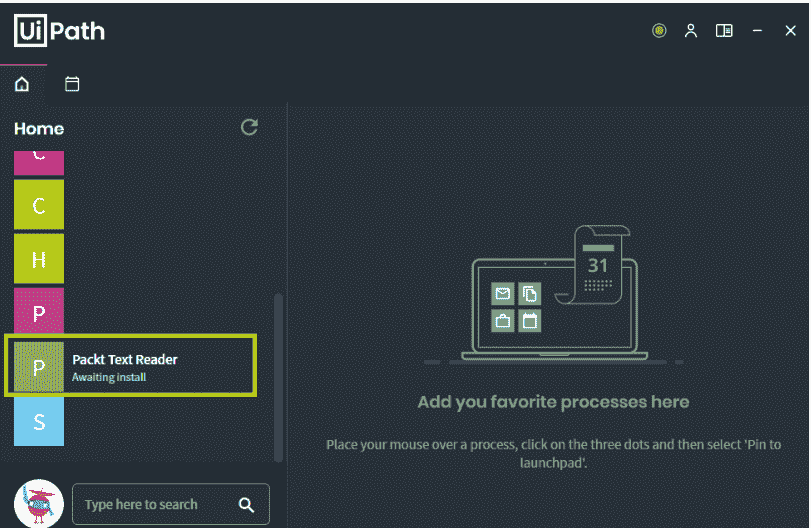 UiPath
Home
C
C
H
P
P
Packt Text Reader
Awaiting install
S
31
Add you favorite processes here
Place your mouse over a process, click on the three dots and then select 'Pin to
launchpad'.
Type here to search